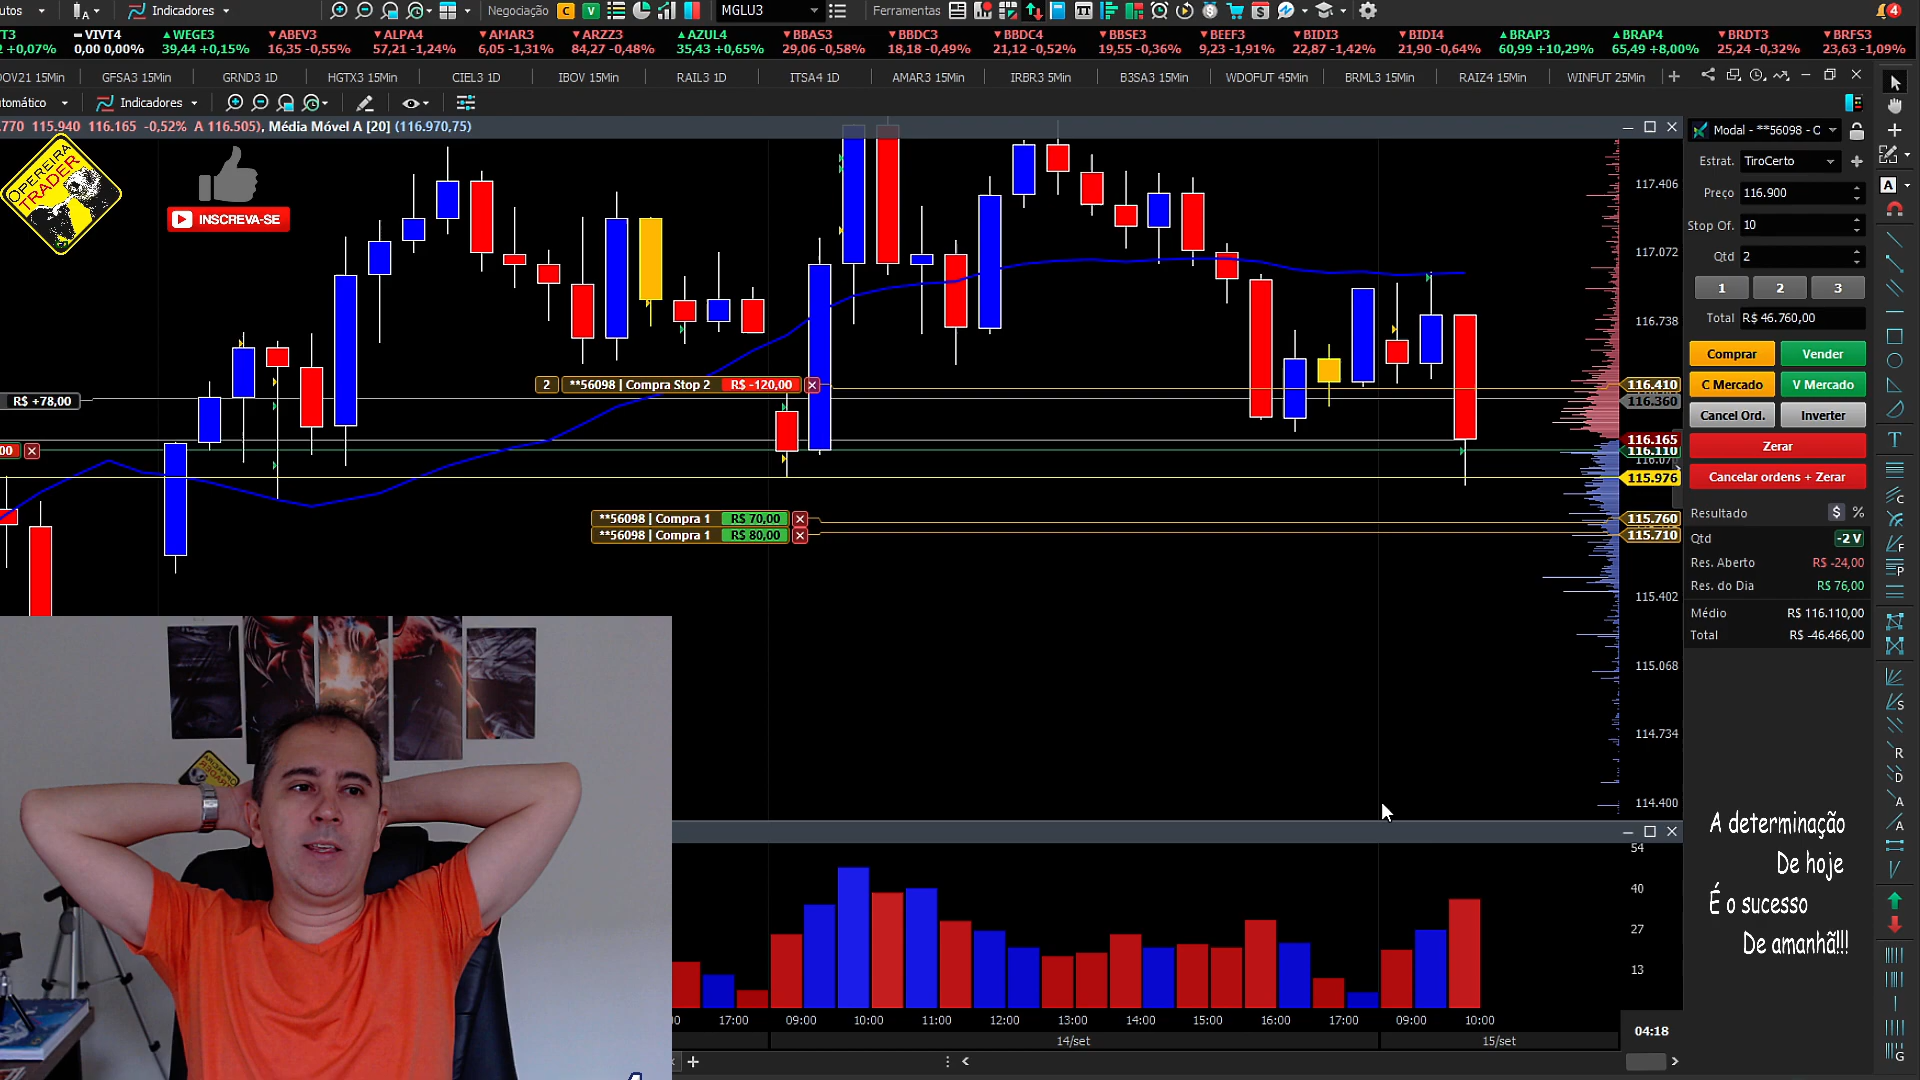 Indicadores
Negociação
C
V
MGLU3
Ferramentas
4
+0,07%
VIVT4
0,00 0,00%
WEGE3
39,44 +0,15%
ABEV3
16,35 -0,55%
ALPA4
57,21 -1,24%
AMAR3
6,05 -1,31%
ARZZ3
84,27 -0,48%
AZUL4
35,43 +0,65%
BBAS3
29,06 -0,58%
BBDC3
18,18 -0,49%
BBDC4
21,12 -0,52%
BBSE3
19,55 -0,36%
BEEF3
9,23 -1,91%
BIDI3
22,87 -1,42%
BIDI4
21,90 -0,64%
BRAP3
60,99 +10,29%
BRAP4
65,49 +8,00%
BRDT3
25,24 -0,32%
BRFS3
23,63 -1,09%
DOV21 15Min
GFSA3 15Min
GRND3 1D
HGTX3 15Min
CIEL3 1D
IBOV 15Min
RAIL3 1D
ITSA4 1D
AMAR3 15Min
IRBR3 5Min
B3SA3 15Min
WDOFUT 45Min
BRML3 15Min
RAIZ4 15Min
WINFUT 25Min
Indicadores
.770 115.940 116.165 -0,52% A 116.505), Média Móvel A [20] (116.970,75)
OPEREIRA
TRADER
INSCREVA-SE
R$ +78,00
2 **56098 | Compra Stop 2 R$ -120,00
**56098 | Compra 1 R$ 70,00
**56098 | Compra 1 R$ 80,00
117.406
117.072
116.738
116.410
116.360
116.165
116.110
115.976
115.760
115.710
115.402
115.068
114.734
114.400
Modal - **56098 - C
Estrat. TiroCerto
Preço 116.900
Stop Of. 10
Qtd 2
1 2 3
Total R$ 46.760,00
Comprar Vender
C Mercado V Mercado
Cancel Ord. Inverter
Zerar
Cancelar ordens + Zerar
Resultado $ %
Qtd -2 V
Res. Aberto R$ -24,00
Res. do Dia R$ 76,00
Médio R$ 116.110,00
Total R$ -46.466,00
A determinação
De hoje
É o sucesso
De amanhã!!!
54
40
27
13
17:00 09:00 10:00 11:00 12:00 13:00 14:00 15:00 16:00 17:00 09:00 10:00
14/set 15/set
04:18